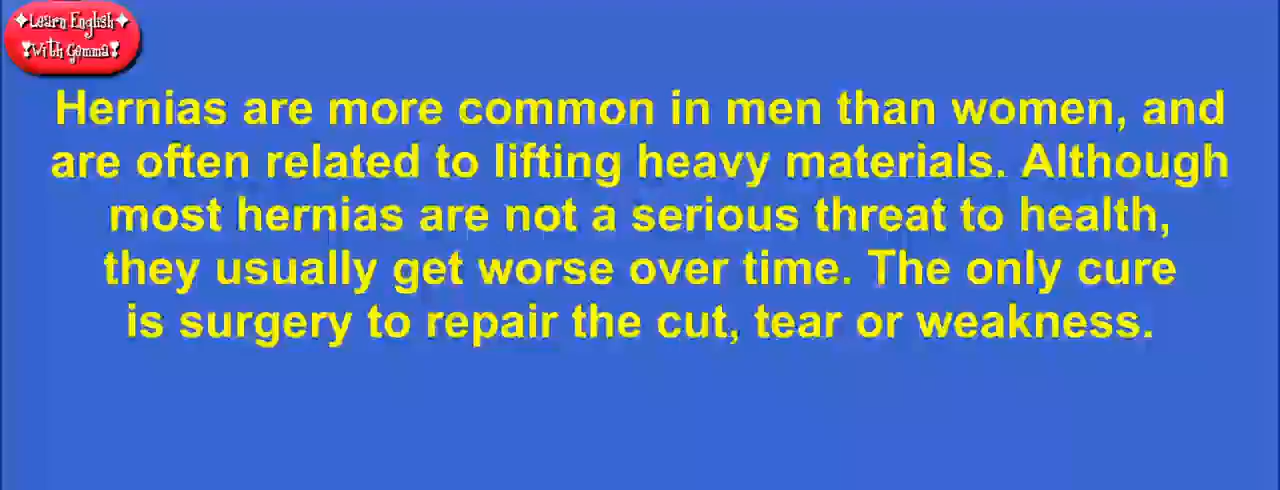 Learn English
With Gemma
Hernias are more common in men than women, and
are often related to lifting heavy materials. Although
most hernias are not a serious threat to health,
they usually get worse over time. The only cure
is surgery to repair the cut, tear or weakness.